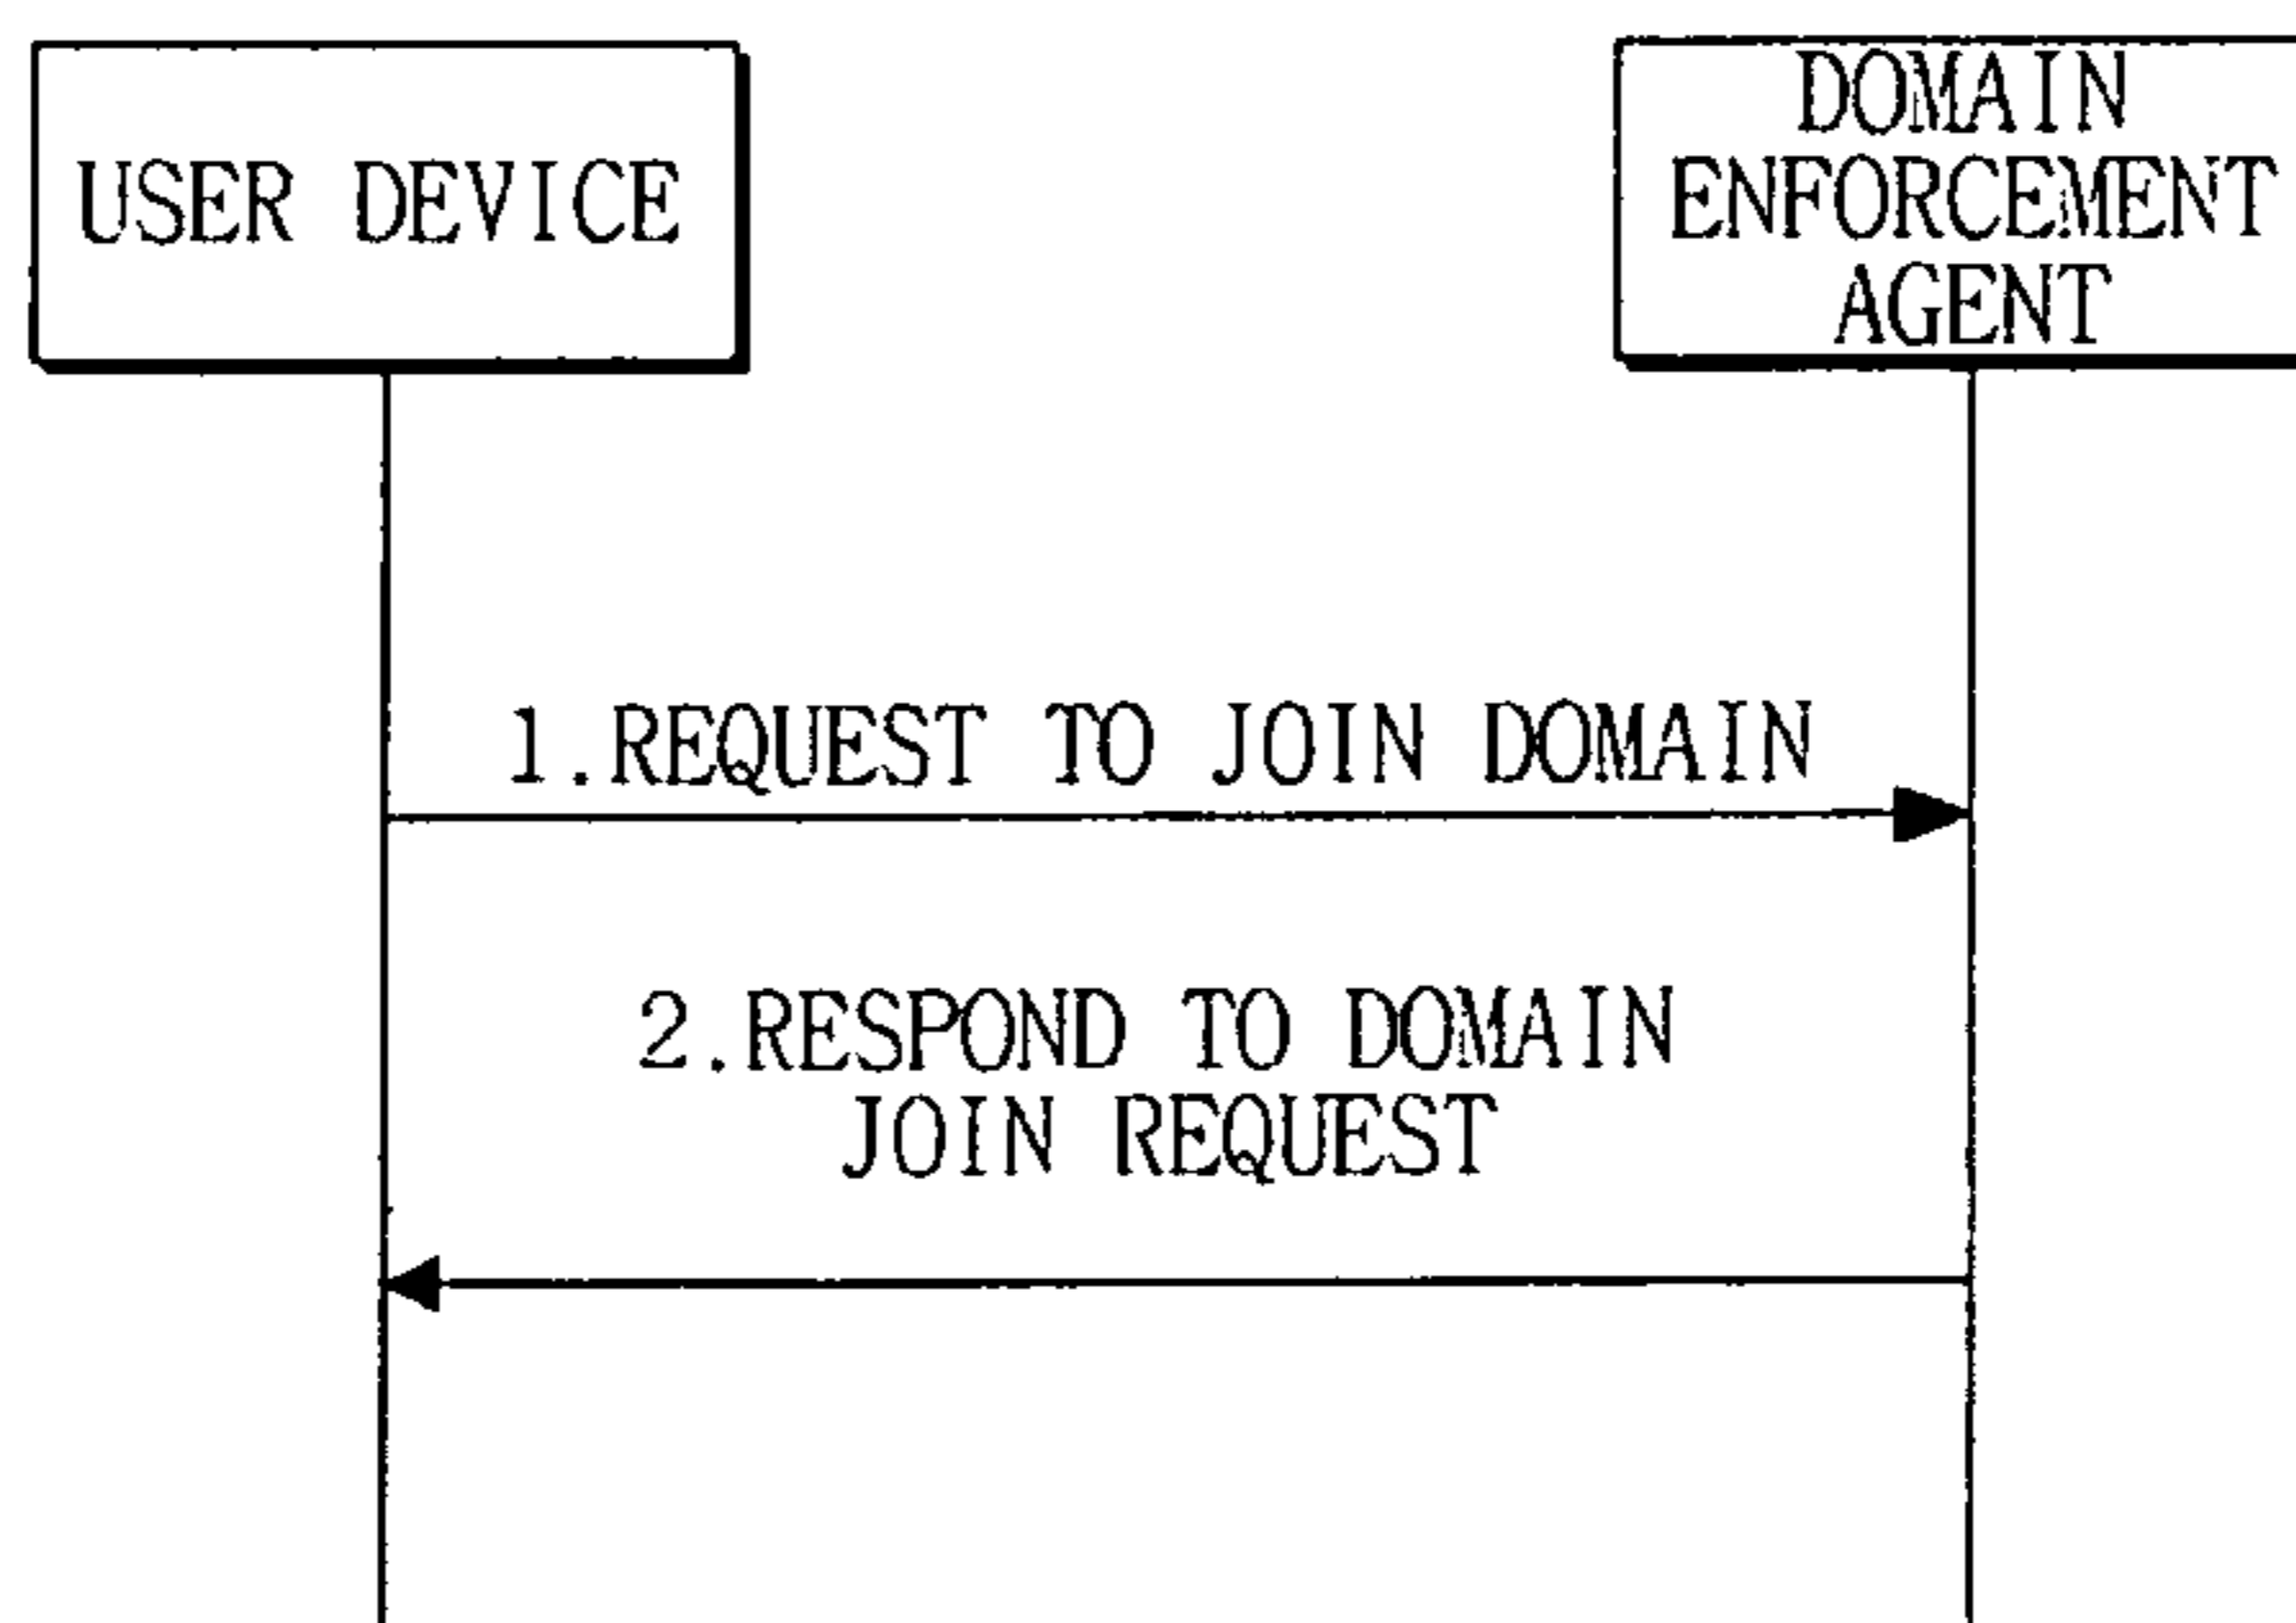 USER DEVICE
DOMAIN
ENFORCEMENT
AGENT
1.REQUEST TO JOIN DOMAIN
2.RESPOND TO DOMAIN
JOIN REQUEST